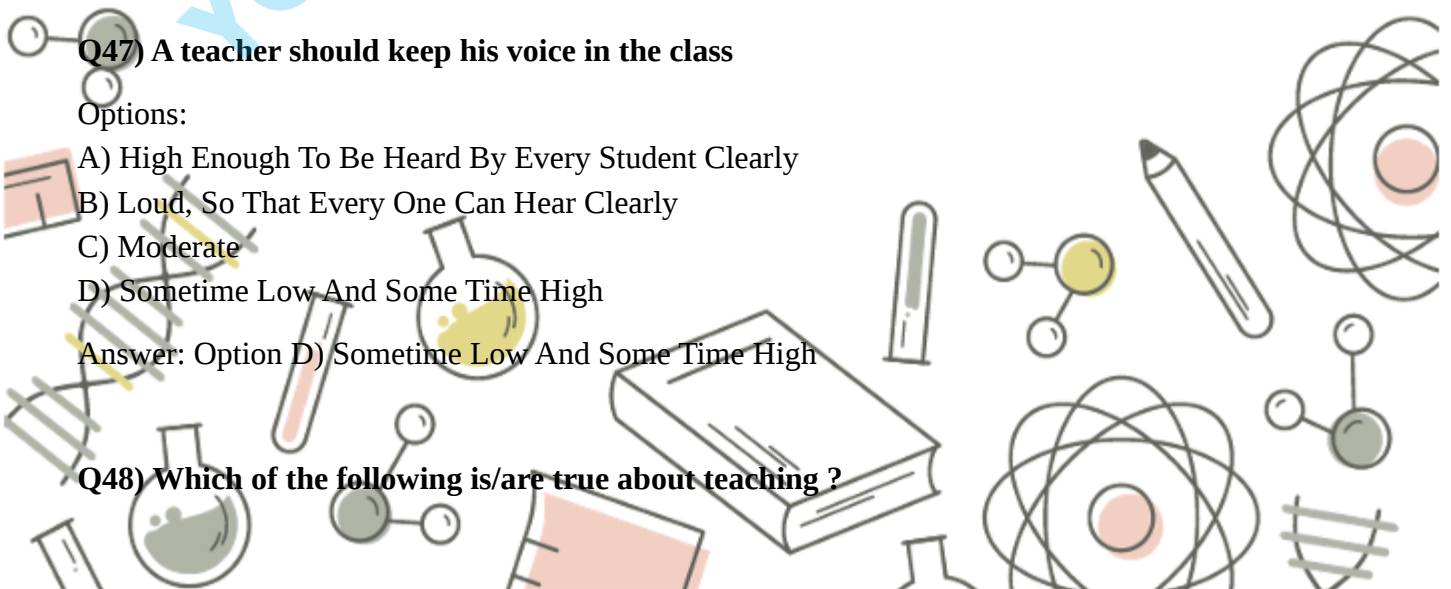 Q47) A teacher should keep his voice in the class
Options:
A) High Enough To Be Heard By Every Student Clearly
B) Loud, So That Every One Can Hear Clearly
C) Moderate
D) Sometime Low And Some Time High
Answer: Option D) Sometime Low And Some Time High
Q48) Which of the following is/are true about teaching ?